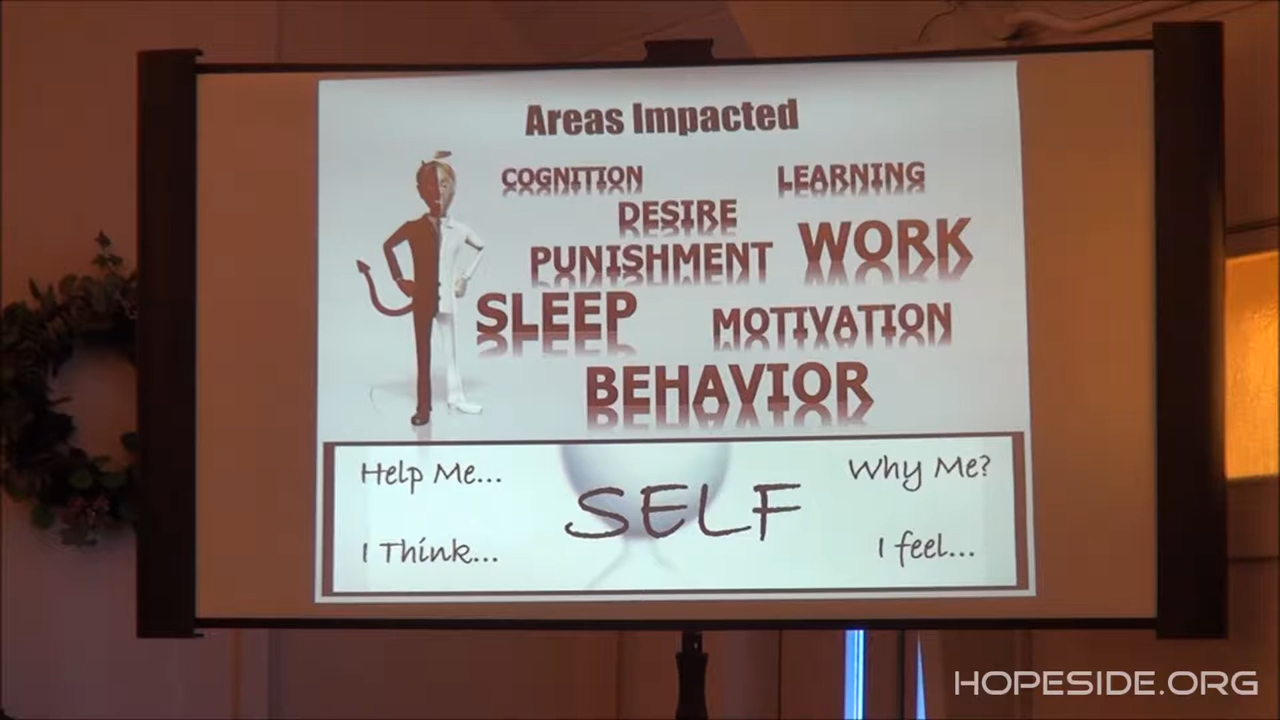 Areas Impacted
COGNITION LEARNING
DESIRE
PUNISHMENT WORK
SLEEP MOTIVATION
BEHAVIOR
Help Me... Why Me?
SELF
I Think... I feel...
HOPESIDE.ORG